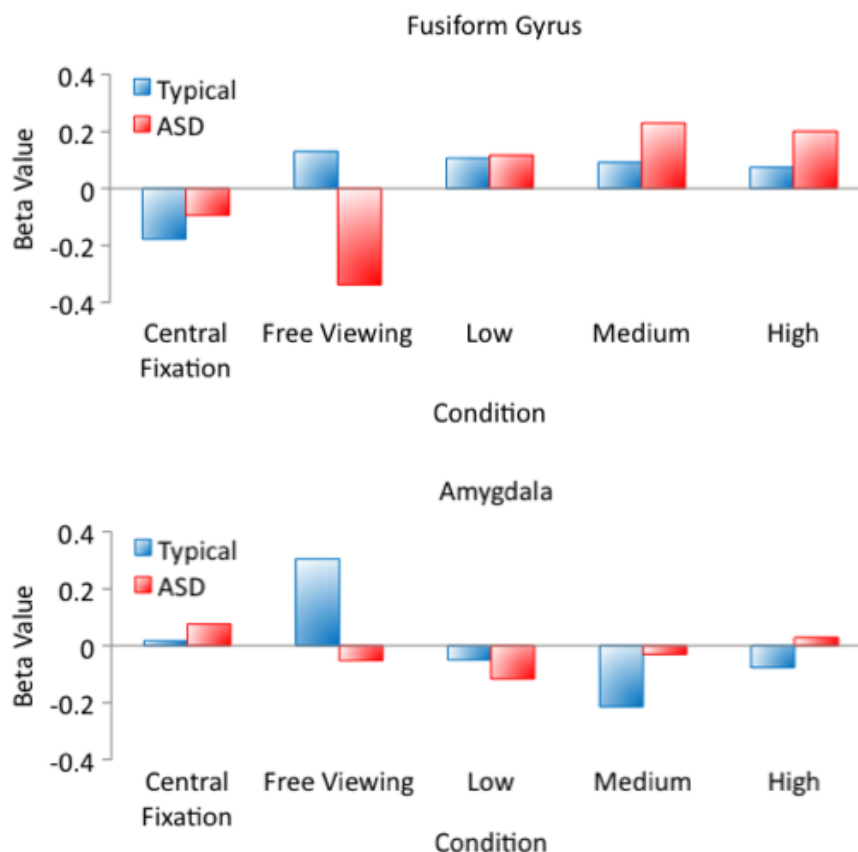 Fusiform Gyrus
0.4
Typical
ASD
0.2
0
-0.2
-0.4
Beta Value
Central Fixation
Free Viewing
Low
Medium
High
Condition
Amygdala
0.4
Typical
ASD
0.2
0
-0.2
-0.4
Beta Value
Central Fixation
Free Viewing
Low
Medium
High
Condition